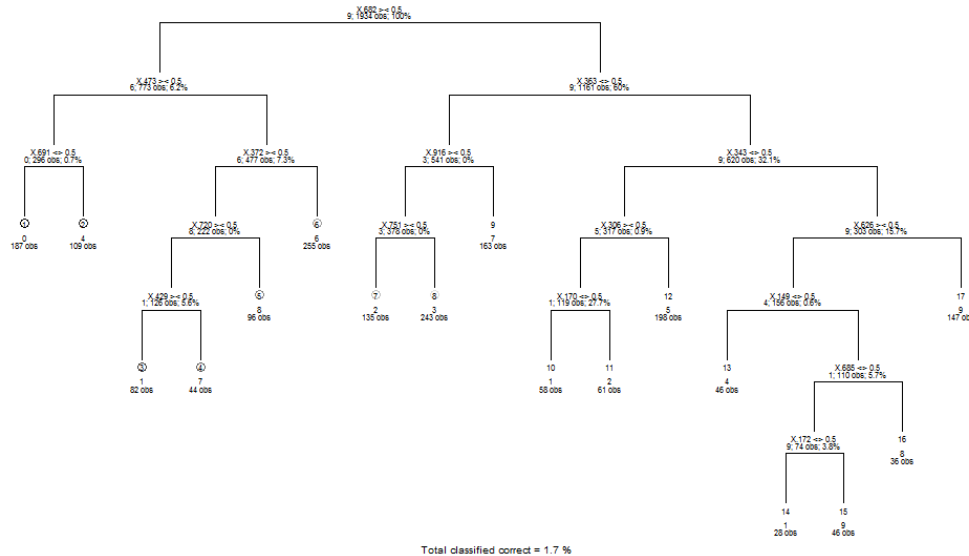 X.682 >< 0.5
9; 1934 obs; 100%
X.473 >< 0.5
6; 773 obs; 6.2%
X.363 <> 0.5
9; 1161 obs; 60%
X.691 <> 0.5
0; 296 obs; 0.7%
X.372 >< 0.5
6; 477 obs; 7.3%
X.916 >< 0.5
3; 541 obs; 0%
X.343 <> 0.5
9; 620 obs; 32.1%
1
0
187 obs
2
4
109 obs
X.720 >< 0.5
8; 222 obs; 0%
6
6
255 obs
X.751 >< 0.5
3; 378 obs; 0%
9
7
163 obs
X.306 >< 0.5
5; 317 obs; 0.9%
X.626 >< 0.5
9; 303 obs; 15.7%
X.429 >< 0.5
1; 126 obs; 5.6%
5
8
96 obs
7
2
135 obs
8
3
243 obs
X.170 <> 0.5
1; 119 obs; 27.7%
12
5
198 obs
X.149 <> 0.5
4; 156 obs; 0.6%
17
9
147 obs
3
1
82 obs
4
7
44 obs
10
1
58 obs
11
2
61 obs
13
4
46 obs
X.685 <> 0.5
1; 110 obs; 5.7%
X.172 <> 0.5
9; 74 obs; 3.8%
16
8
36 obs
14
1
28 obs
15
9
46 obs
Total classified correct = 1.7 %